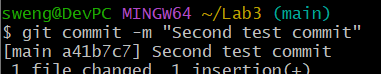 sweng@DevPC MINGW64 ~/Lab3 (main)
$ git commit -m "Second test commit"
[main a41b7c7] Second test commit
1 file changed, 1 insertion(+)